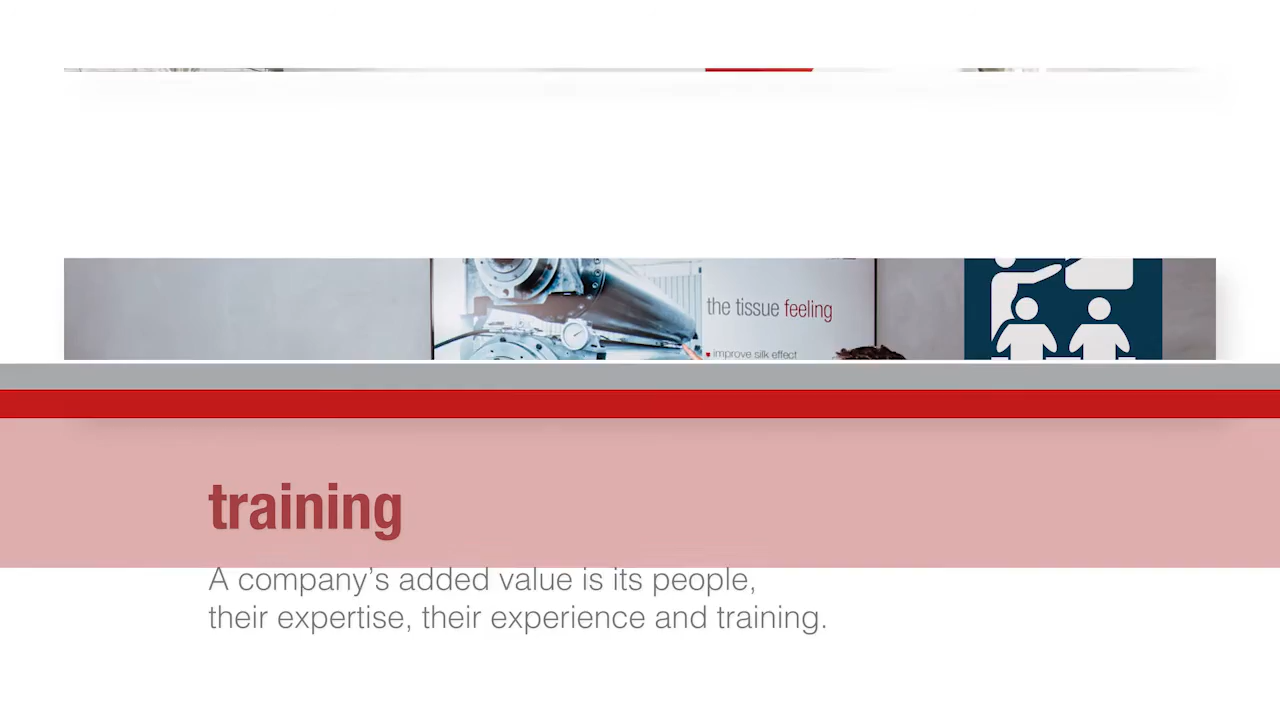 the tissue feeling
improve silk effect
training
A company’s added value is its people,
their expertise, their experience and training.